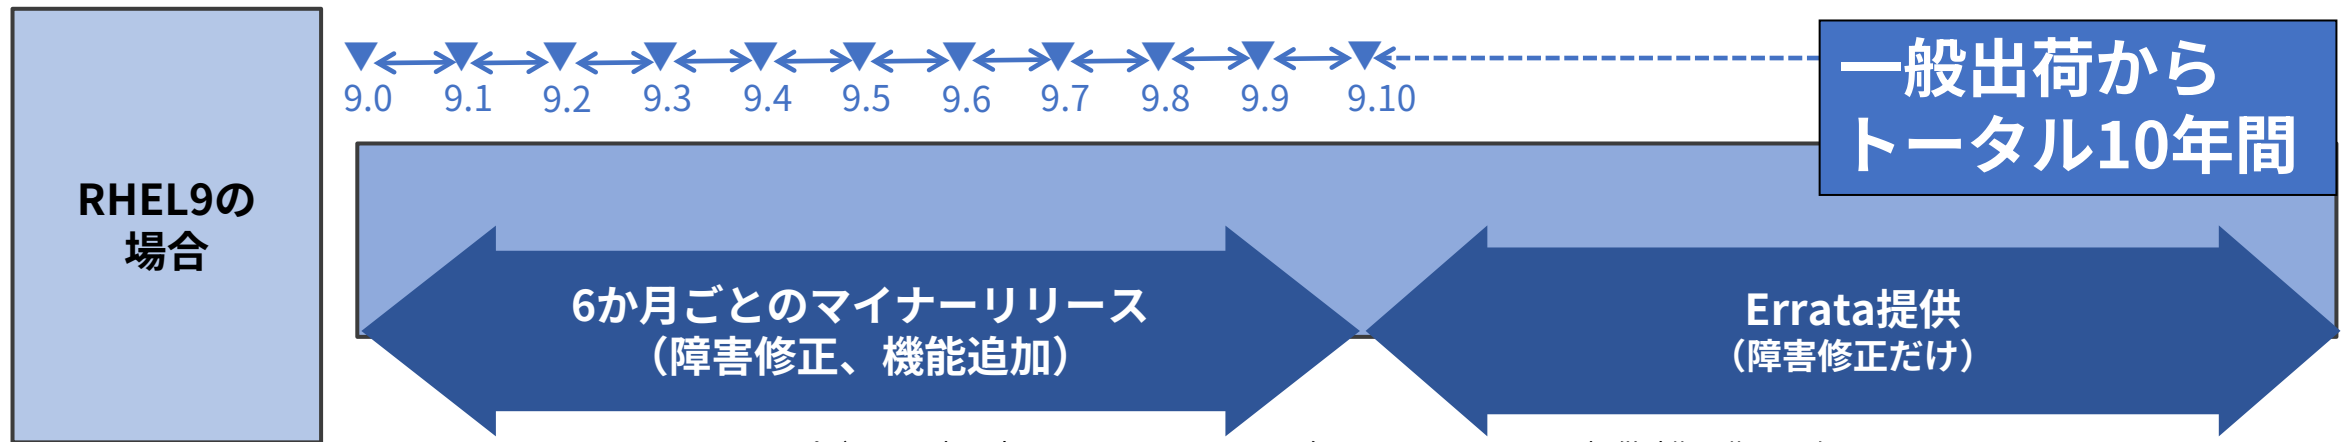 RHEL9の
場合
9.0 9.1 9.2 9.3 9.4 9.5 9.6 9.7 9.8 9.9 9.10
一般出荷から
トータル10年間
6か月ごとのマイナーリリース
（障害修正、機能追加）
Errata提供
（障害修正だけ）